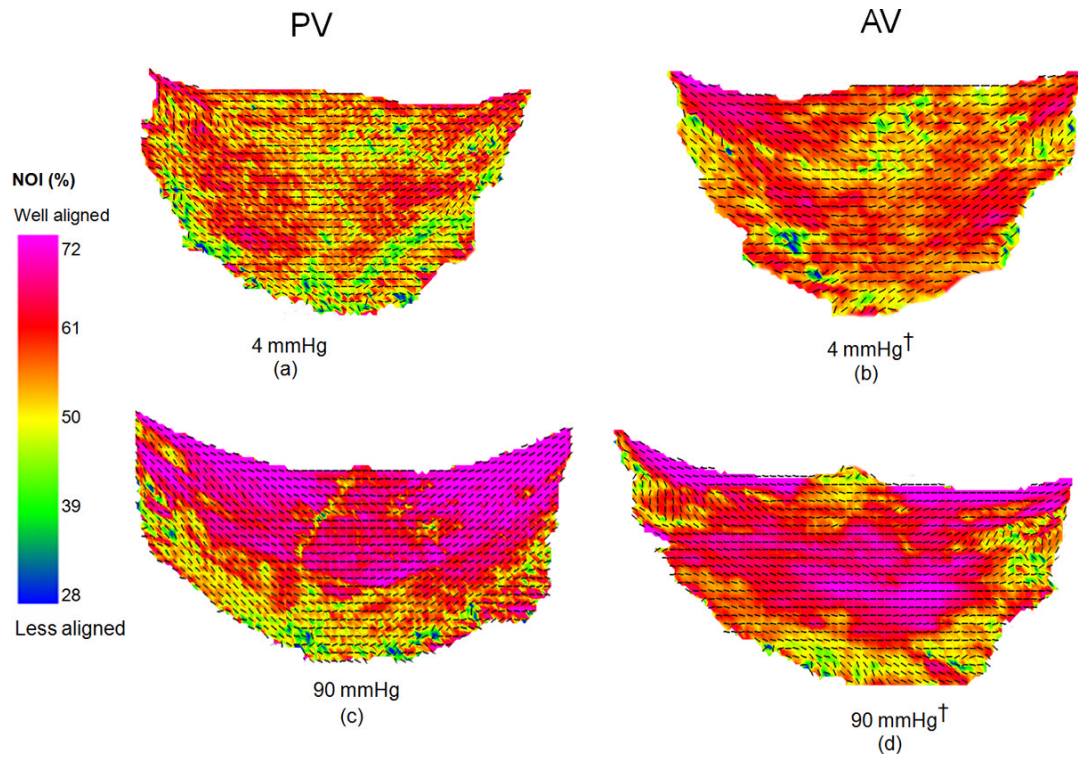 PV
AV
NOI (%)
Well aligned
72
61
50
39
28
Less aligned
4 mmHg
(a)
4 mmHg†
(b)
90 mmHg
(c)
90 mmHg†
(d)